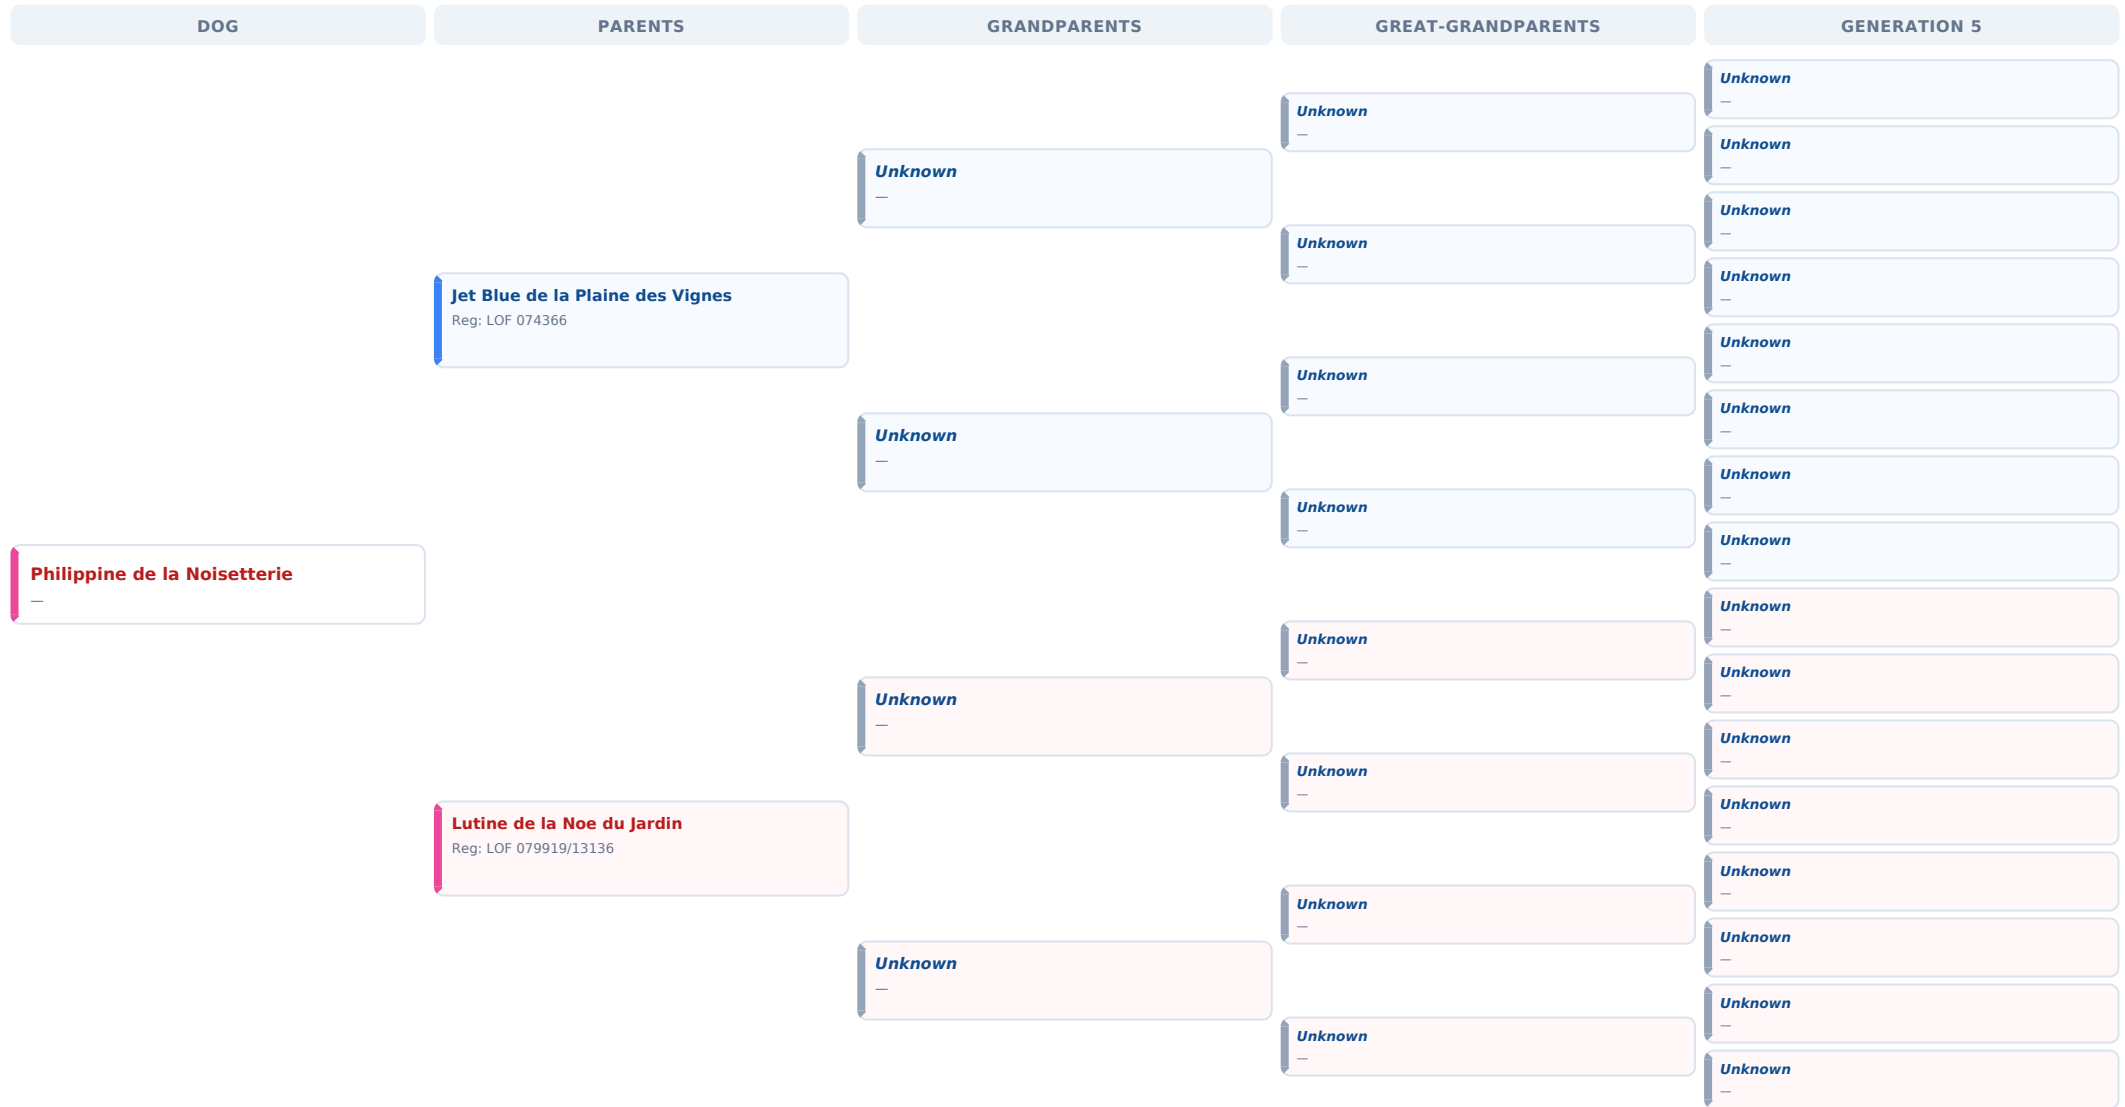 DOG
PARENTS
GRANDPARENTS
GREAT-GRANDPARENTS
GENERATION 5
Philippine de la Noisetterie
—
Jet Blue de la Plaine des Vignes
Reg: LOF 074366
Lutine de la Noe du Jardin
Reg: LOF 079919/13136
Unknown
—
Unknown
—
Unknown
—
Unknown
—
Unknown
—
Unknown
—
Unknown
—
Unknown
—
Unknown
—
Unknown
—
Unknown
—
Unknown
—
Unknown
—
Unknown
—
Unknown
—
Unknown
—
Unknown
—
Unknown
—
Unknown
—
Unknown
—
Unknown
—
Unknown
—
Unknown
—
Unknown
—
Unknown
—
Unknown
—
Unknown
—
Unknown
—